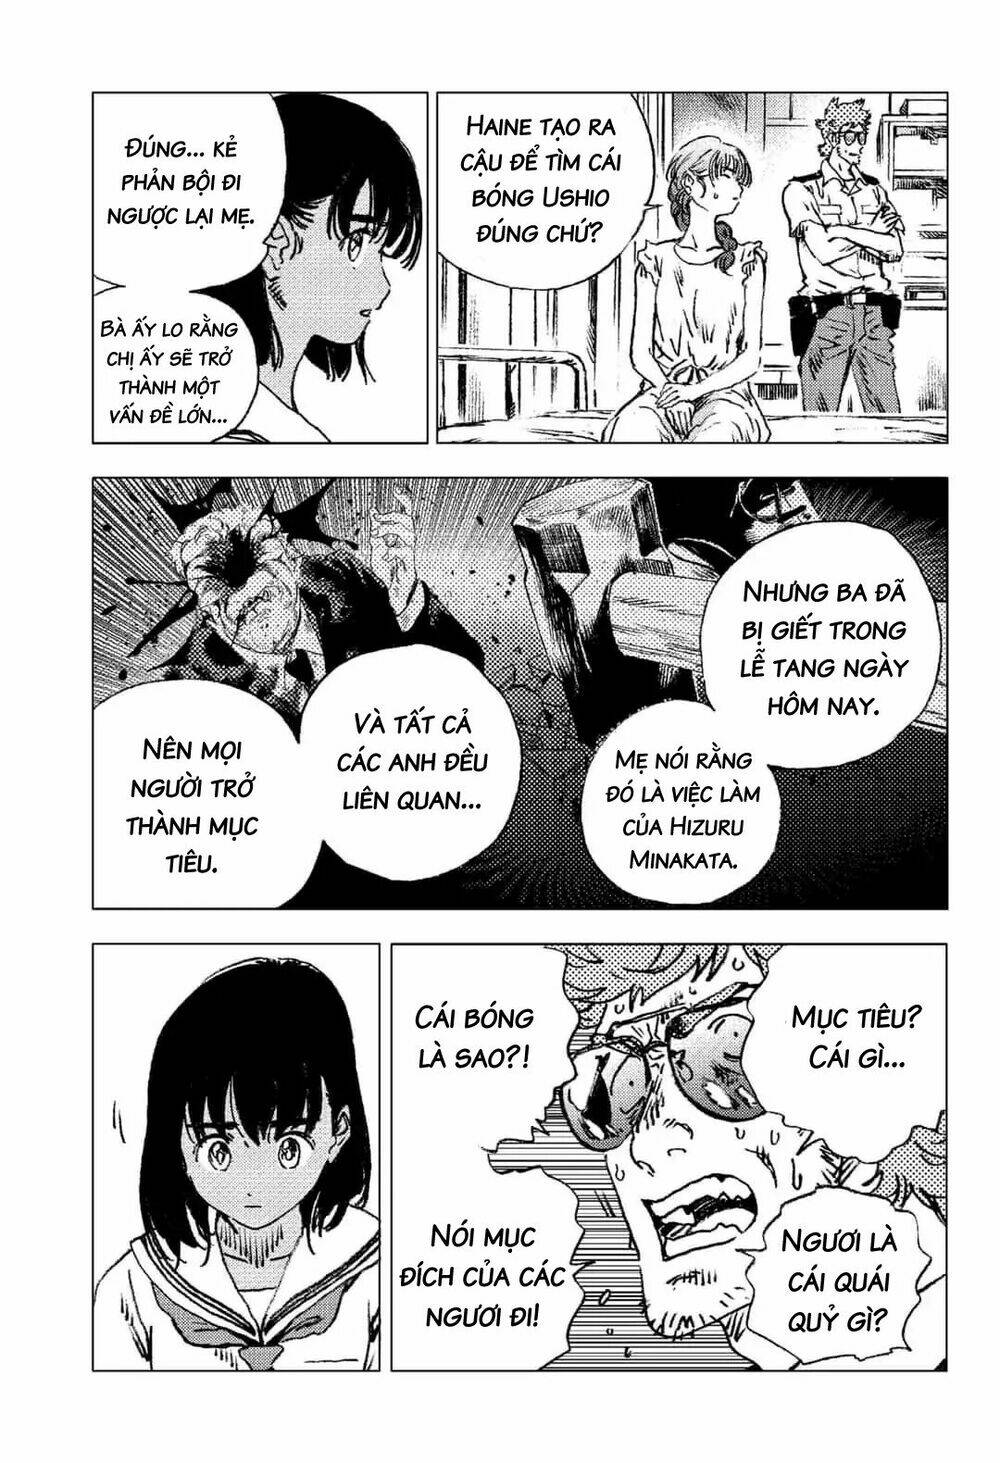 HAINE TẠO RA
CẬU ĐỂ TÌM CÁI
BÓNG USHIO
ĐÚNG CHỨ?
ĐÚNG... KẺ
PHẢN BỘI ĐI
NGƯỢC LẠI MẸ.
BÀ ẤY LO RẰNG
CHỊ ẤY SẼ TRỞ
THÀNH MỘT
VẤN ĐỀ LỚN...
NHƯNG BA ĐÃ
BỊ GIẾT TRONG
LỄ TANG NGÀY
HÔM NAY.
MẸ NÓI RẰNG
ĐÓ LÀ VIỆC LÀM
CỦA HIZURU
MINAKATA.
VÀ TẤT CẢ
CÁC ANH ĐỀU
LIÊN QUAN...
NÊN MỌI
NGƯỜI TRỞ
THÀNH MỤC
TIÊU.
MỤC TIÊU?
CÁI GÌ...
NGƯƠI LÀ
CÁI QUÁI
QUỶ GÌ?
CÁI BÓNG
LÀ SAO?!
NÓI MỤC
ĐÍCH CỦA CÁC
NGƯƠI ĐI!